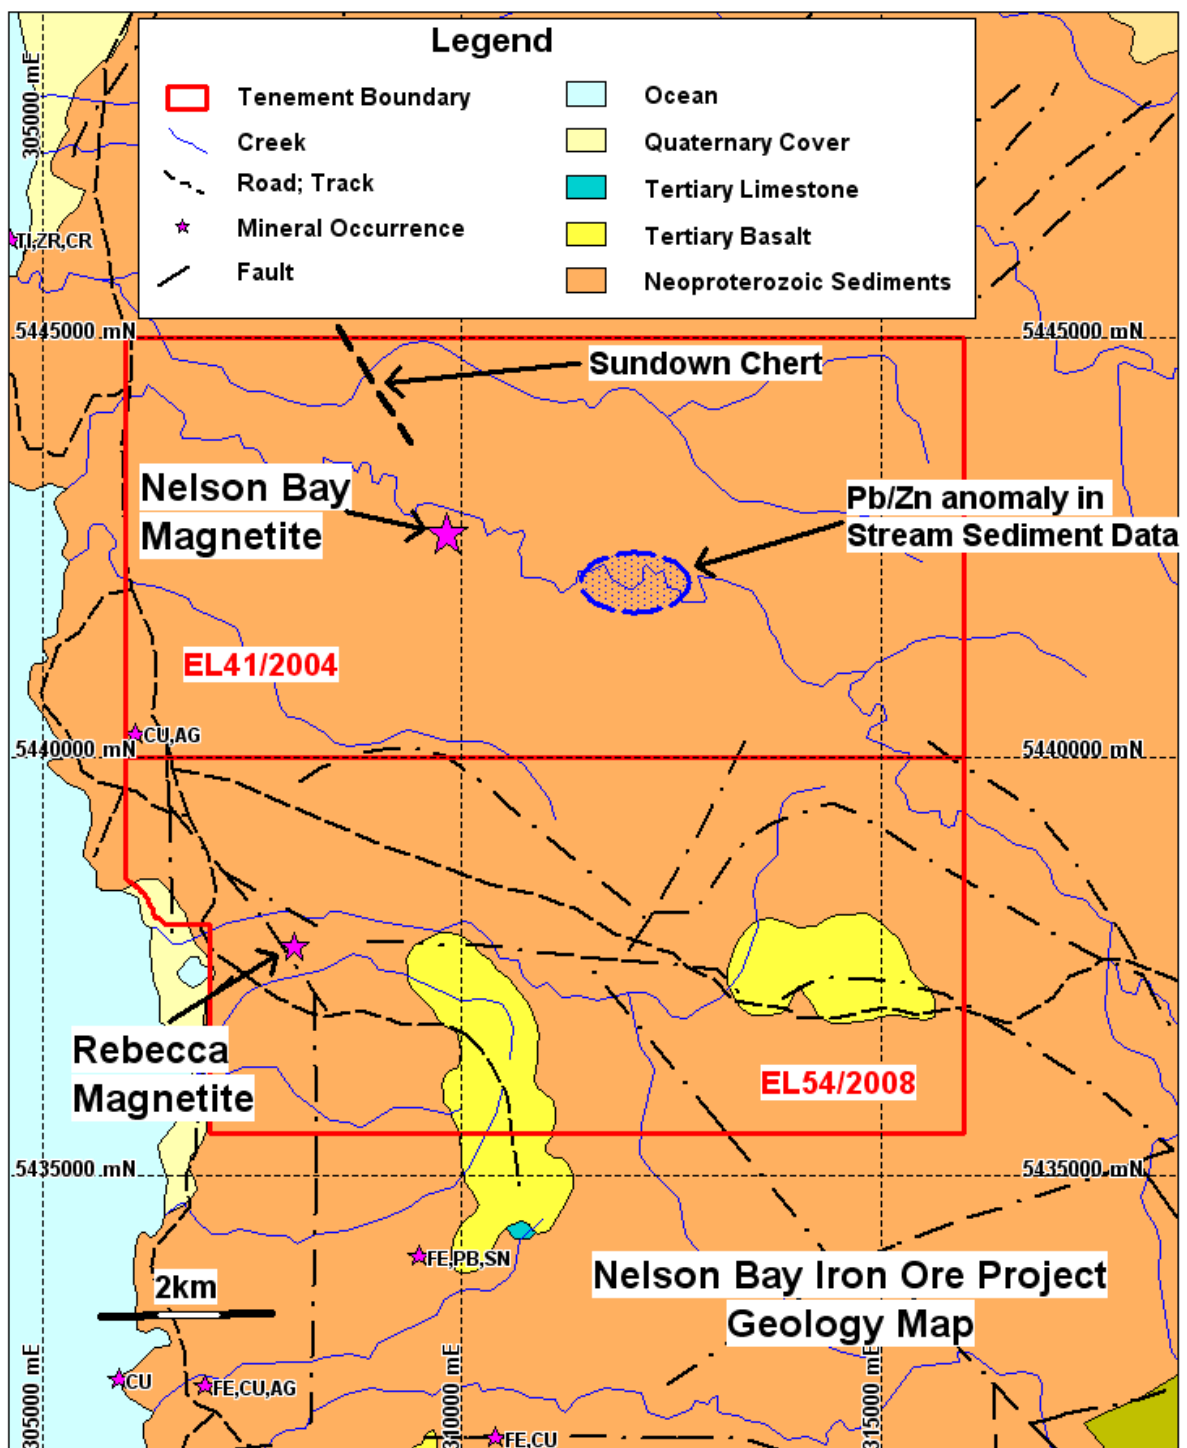 Legend
Tenement Boundary
Creek
Road; Track
Mineral Occurrence
Fault
Ocean
Quaternary Cover
Tertiary Limestone
Tertiary Basalt
Neoproterozoic Sediments
305000 mE
TI,ZR,CR
5445000 mN
5445000 mN
Sundown Chert
Nelson Bay
Magnetite
Pb/Zn anomaly in
Stream Sediment Data
EL41/2004
CU,AG
5440000 mN
5440000 mN
Rebecca
Magnetite
EL54/2008
5435000 mN
5435000 mN
FE,PB,SN
2km
Nelson Bay Iron Ore Project
Geology Map
CU
FE,CU,AG
FE,CU
305000 mE
310000 mE
315000 mE